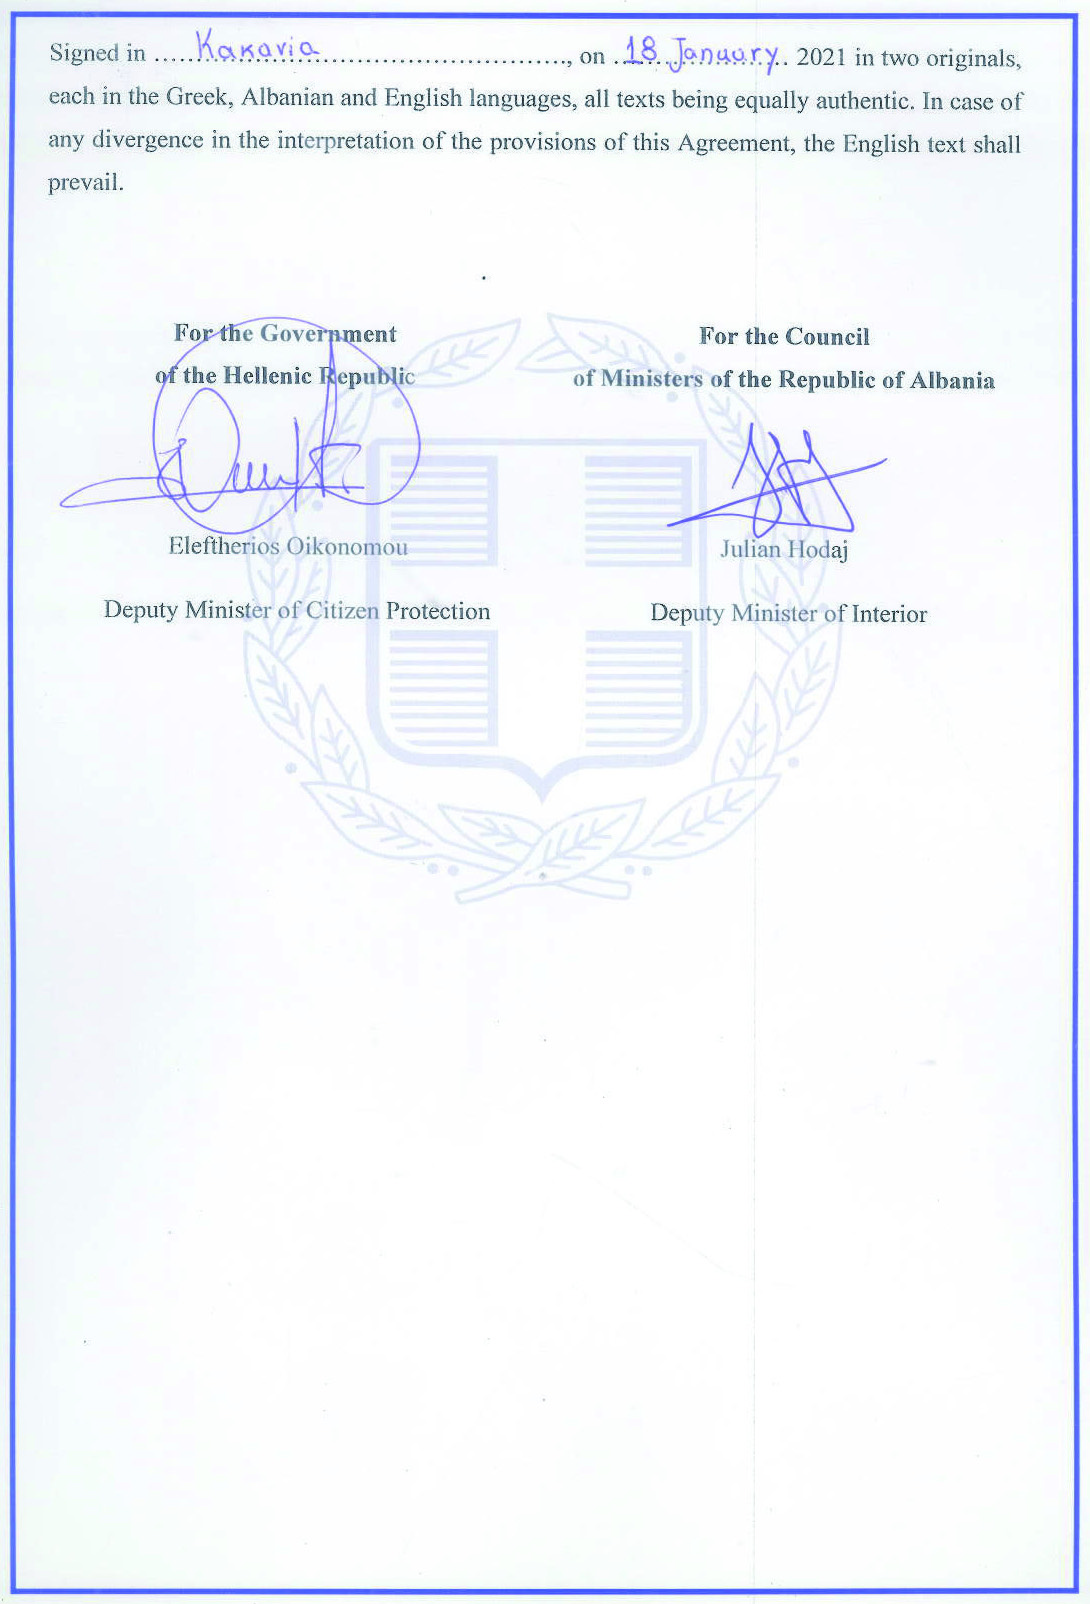 Signed in .....Kakavia............................................., on ..18 January.. 2021 in two originals,
each in the Greek, Albanian and English languages, all texts being equally authentic. In case of
any divergence in the interpretation of the provisions of this Agreement, the English text shall
prevail.
For the Government
of the Hellenic Republic
Eleftherios Oikonomou
Deputy Minister of Citizen Protection
For the Council
of Ministers of the Republic of Albania
Julian Hodaj
Deputy Minister of Interior